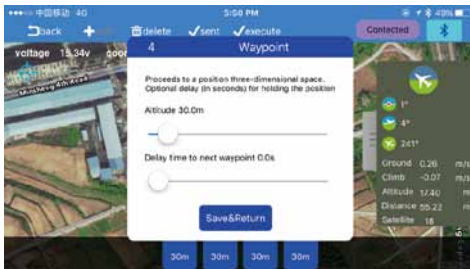 中国移动 4G
5:50 PM
49%
back
delete
sent
execute
Contected
voltage 15.34v
4
Waypoint
Proceeds to a position three-dimensional space.
Optional delay (in seconds) for holding the position
Altitude 30.0m
Delay time to next waypoint 0.0s
Save&Return
1°
4°
241°
Ground 0.26 m/s
Climb -0.07 m/s
Altitude 17.40 m
Distance 55.22 m
Satellite 18
30m 30m 30m 30m